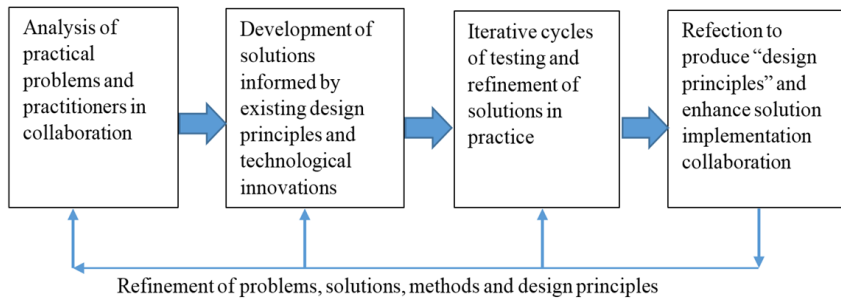 Analysis of
practical
problems and
practitioners in
collaboration
Development of
solutions
informed by
existing design
principles and
technological
innovations
Iterative cycles
of testing and
refinement of
solutions in
practice
Refection to
produce “design
principles” and
enhance solution
implementation
collaboration
Refinement of problems, solutions, methods and design principles